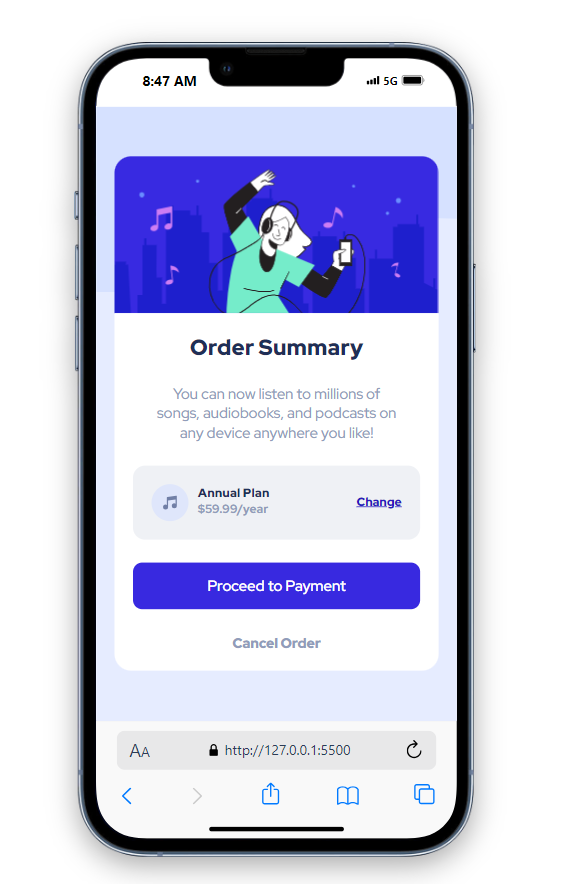 8:47 AM
5G
Order Summary
You can now listen to millions of
songs, audiobooks, and podcasts on
any device anywhere you like!
Annual Plan
$59.99/year
Change
Proceed to Payment
Cancel Order
AA
http://127.0.0.1:5500